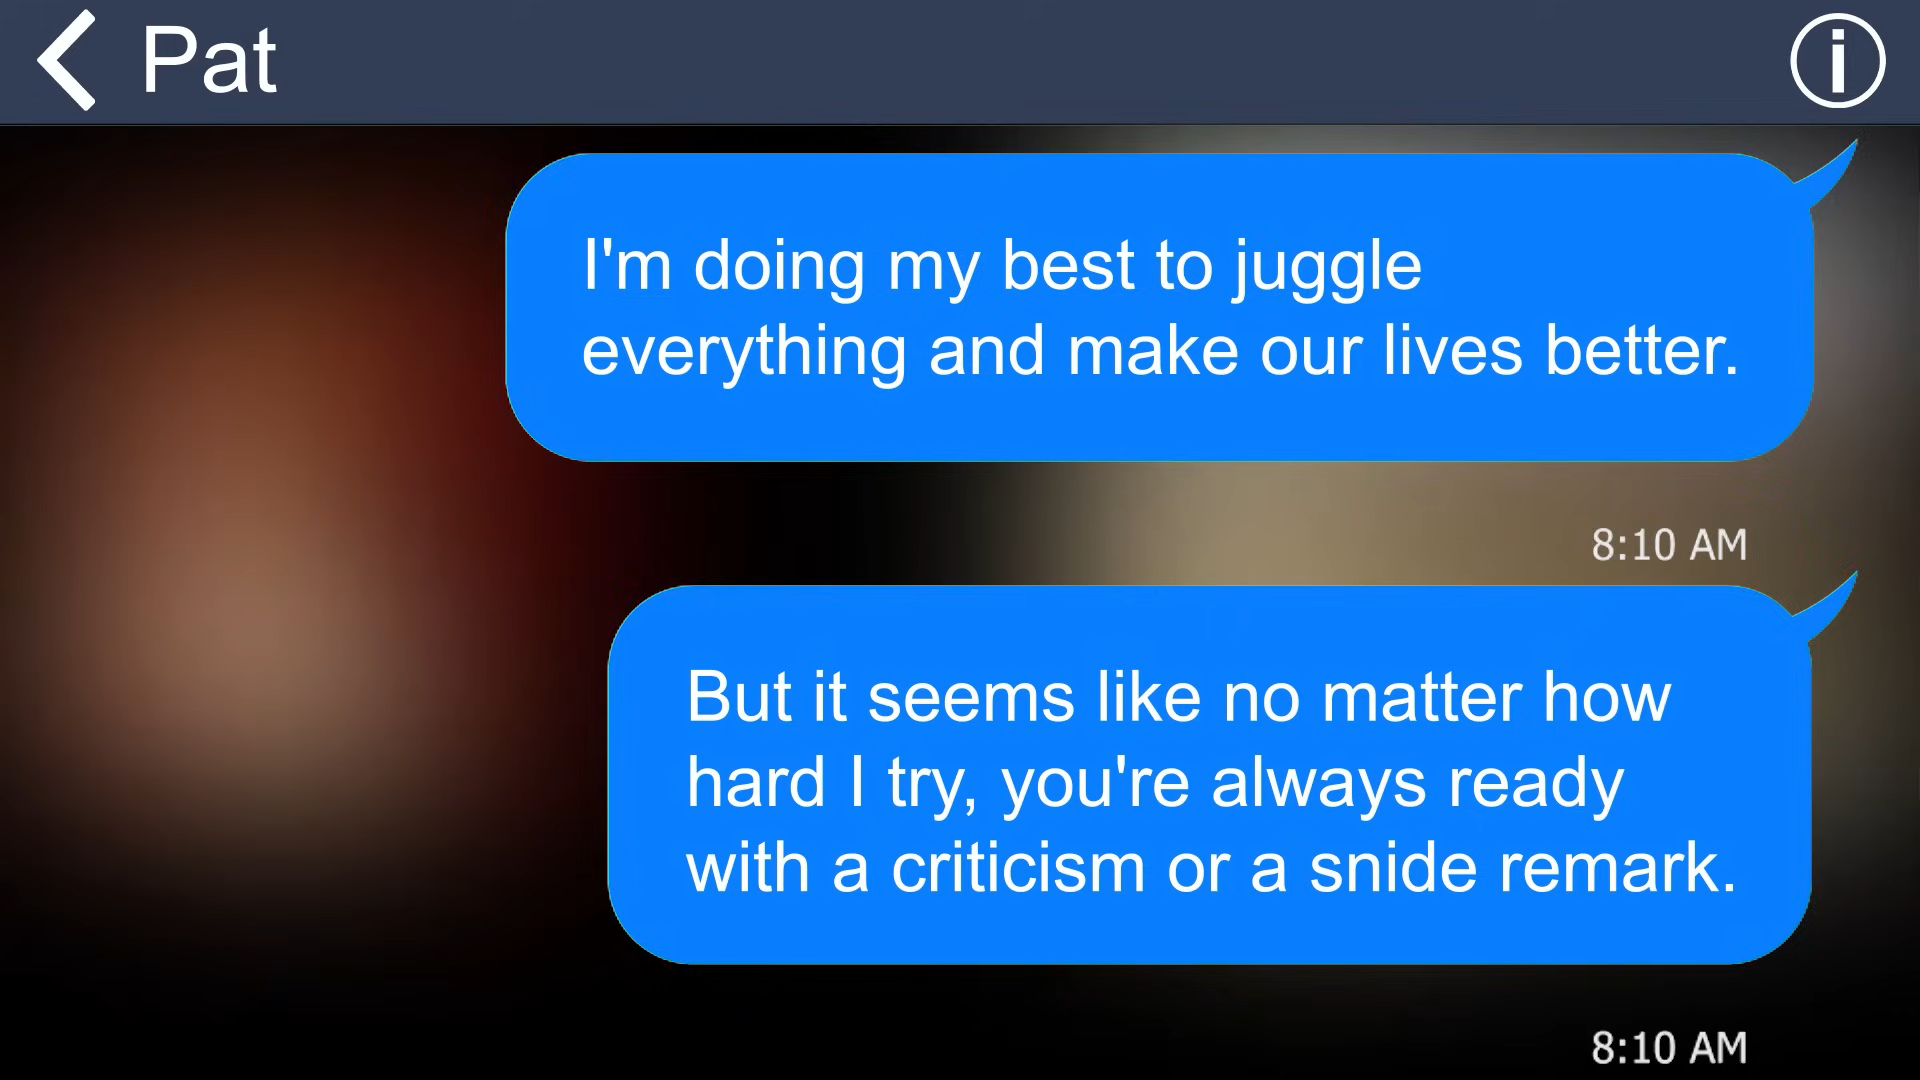 Pat
I'm doing my best to juggle
everything and make our lives better.
8:10 AM
But it seems like no matter how
hard I try, you're always ready
with a criticism or a snide remark.
8:10 AM